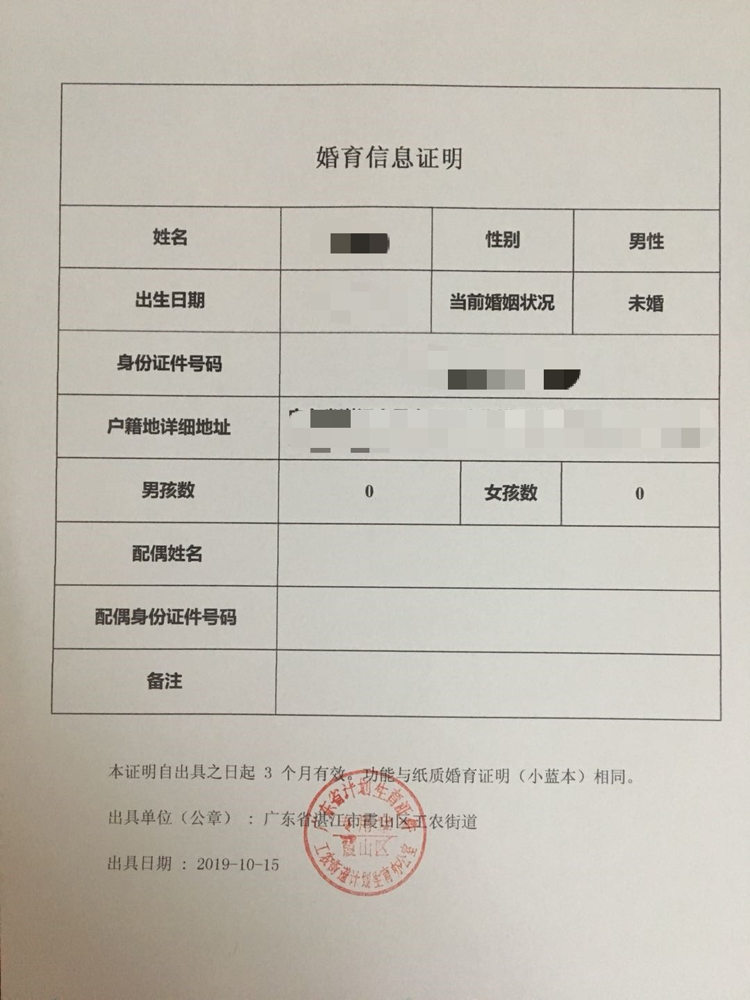 婚育信息证明
姓名 性别 男性
出生日期 当前婚姻状况 未婚
身份证件号码
户籍地详细地址
男孩数 0 女孩数 0
配偶姓名
配偶身份证件号码
备注
本证明自出具之日起 3 个月有效。功能与纸质婚育证明（小蓝本）相同。
出具单位（公章）：广东省湛江市霞山区工农街道
出具日期：2019-10-15
广东省计划生育
霞山区
工农街道计划生育办公室